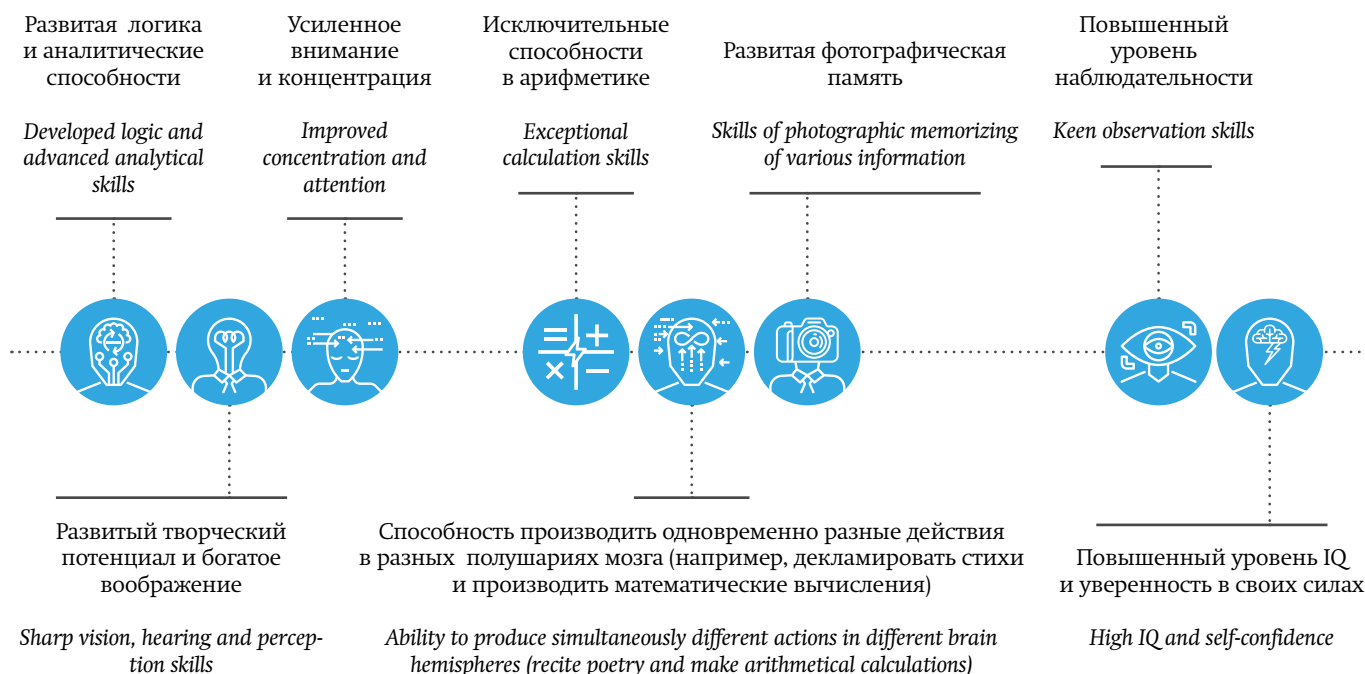 Развитая логика
и аналитические
способности
Developed logic and
advanced analytical
skills
Усиленное
внимание
и концентрация
Improved
concentration and
attention
Исключительные
способности
в арифметике
Exceptional
calculation skills
Развитая фотографическая
память
Skills of photographic memorizing
of various information
Повышенный
уровень
наблюдательности
Keen observation skills
Развитый творческий
потенциал и богатое
воображение
Sharp vision, hearing and percep-
tion skills
Способность производить одновременно разные действия
в разных полушариях мозга (например, декламировать стихи
и производить математические вычисления)
Ability to produce simultaneously different actions in different brain
hemispheres (recite poetry and make arithmetical calculations)
Повышенный уровень IQ
и уверенность в своих силах
High IQ and self-confidence